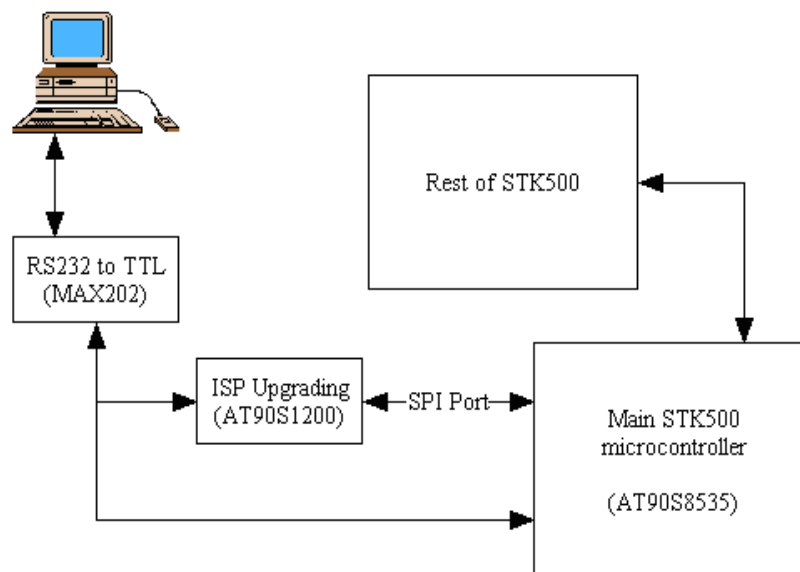 Rest of STK500
RS232 to TTL
(MAX202)
ISP Upgrading
(AT90S1200)
SPI Port
Main STK500
microcontroller
(AT90S8535)